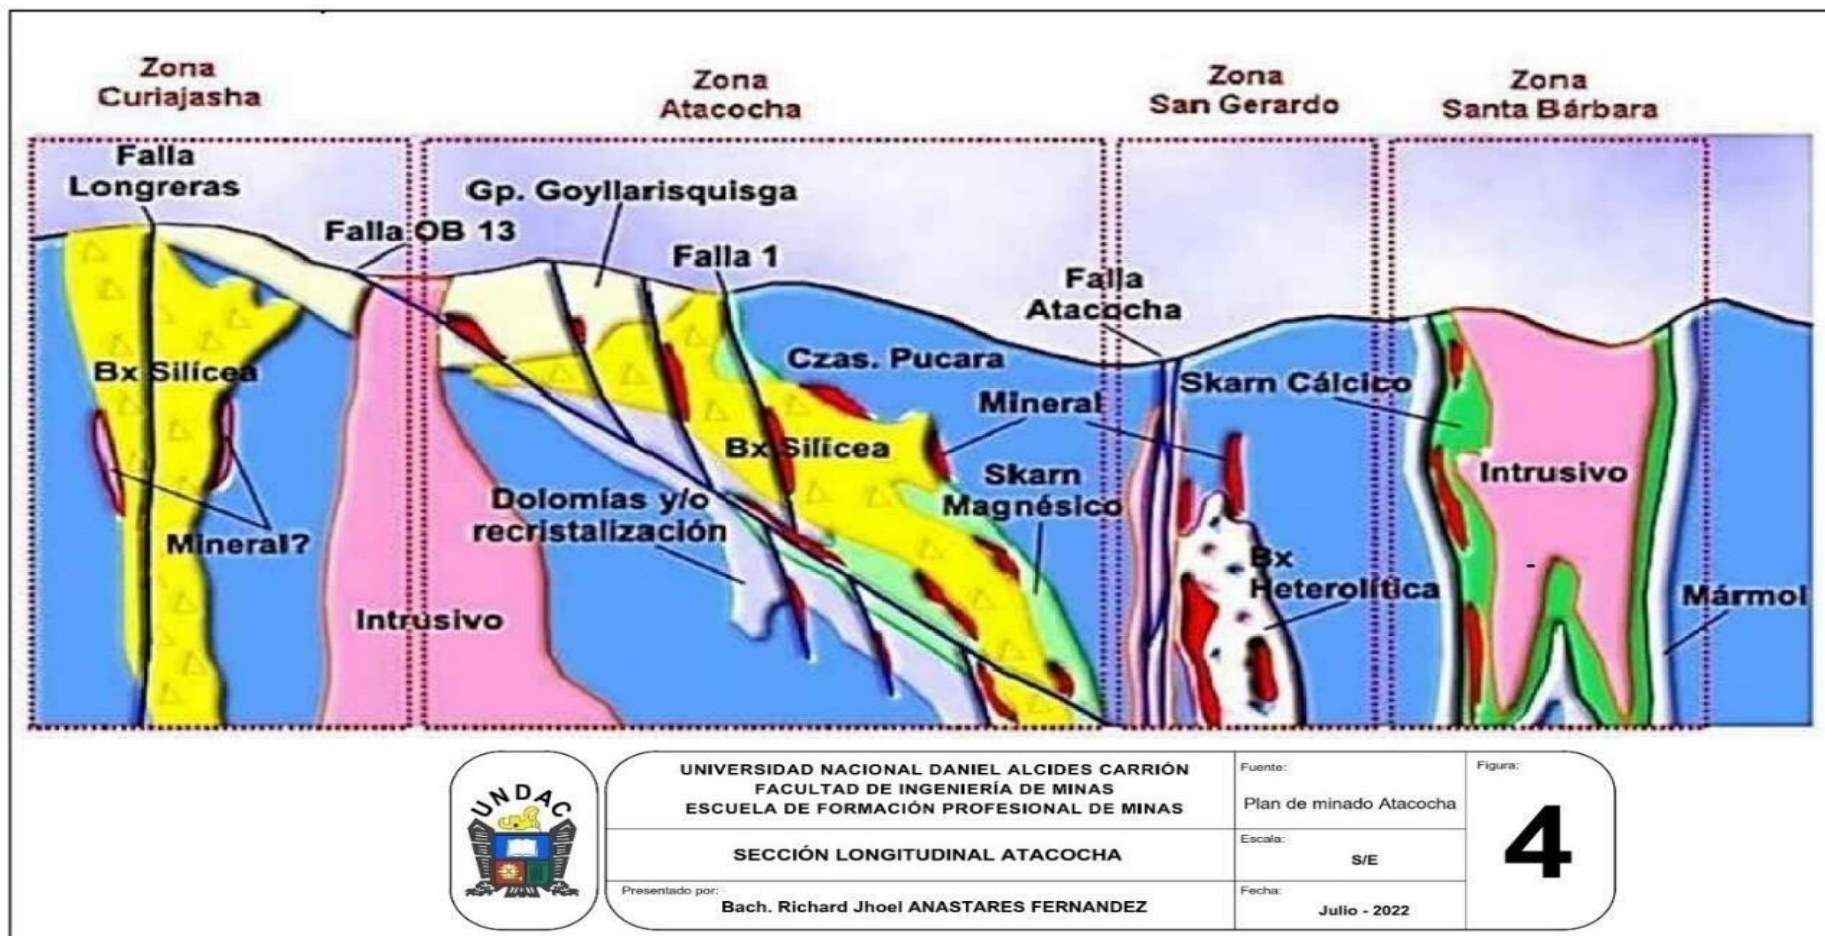 Zona
Curiajasha
Zona
Atacocha
Zona
San Gerardo
Zona
Santa Bárbara
Falla
Longreras
Falla OB 13
Gp. Goyllarisquisga
Falla 1
Falla
Atacocha
Bx Silícea
Czas. Pucara
Mineral
Skarn Cálcico
Bx Silícea
Skarn
Magnésico
Intrusivo
Dolomías y/o
recristalización
Mineral?
Bx
Heterolítica
Mármol
Intrusivo
UNDAC
UNIVERSIDAD NACIONAL DANIEL ALCIDES CARRIÓN
FACULTAD DE INGENIERÍA DE MINAS
ESCUELA DE FORMACIÓN PROFESIONAL DE MINAS
Fuente:
Plan de minado Atacocha
Figura:
4
SECCIÓN LONGITUDINAL ATACOCHA
Escala:
S/E
Presentado por:
Bach. Richard Jhoel ANASTARES FERNANDEZ
Fecha:
Julio - 2022